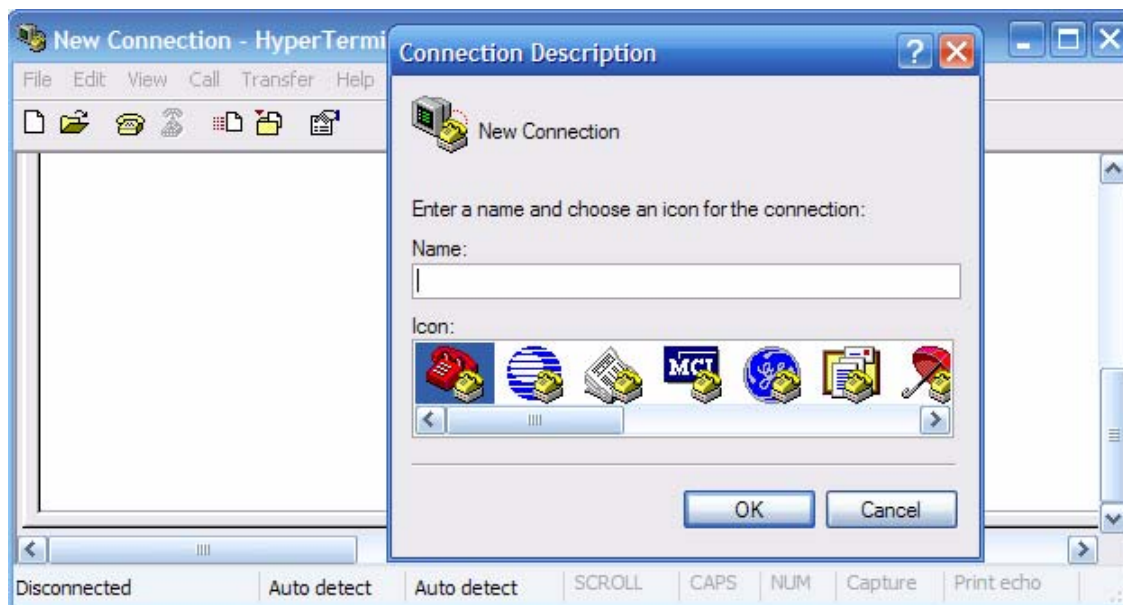 New Connection - HyperTermi
File Edit View Call Transfer Help
Connection Description
New Connection
Enter a name and choose an icon for the connection:
Name:
Icon:
MCI
OK Cancel
Disconnected Auto detect Auto detect SCROLL CAPS NUM Capture Print echo